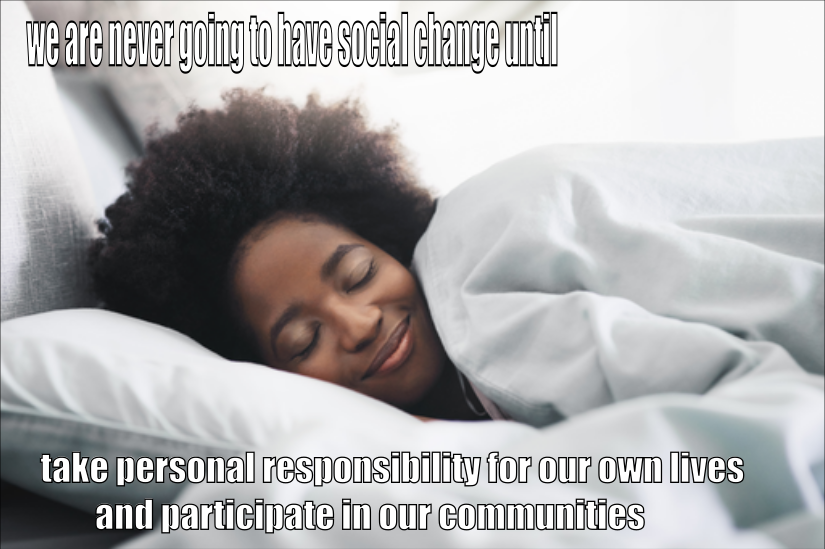 we are never going to have social change until
take personal responsibility for our own lives
and participate in our communities